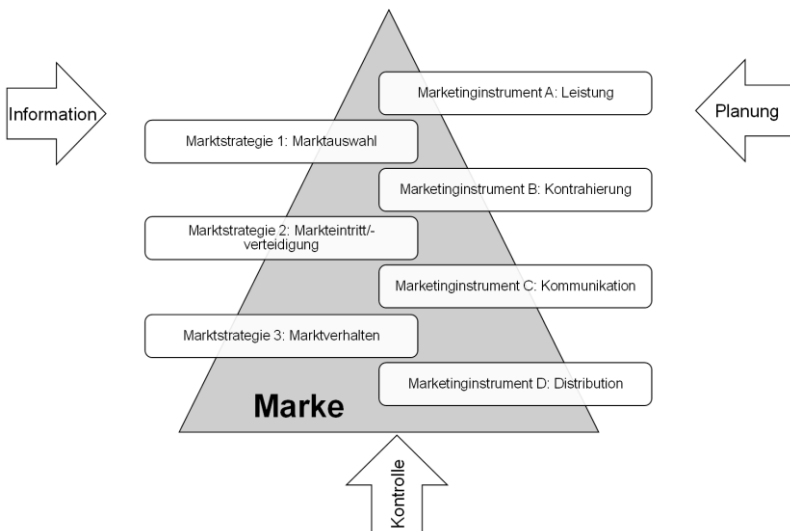 Marketinginstrument A: Leistung
Information
Planung
Marktstrategie 1: Marktauswahl
Marketinginstrument B: Kontrahierung
Marktstrategie 2: Markteintritt/-
verteidigung
Marketinginstrument C: Kommunikation
Marktstrategie 3: Marktverhalten
Marketinginstrument D: Distribution
Marke
Kontrolle